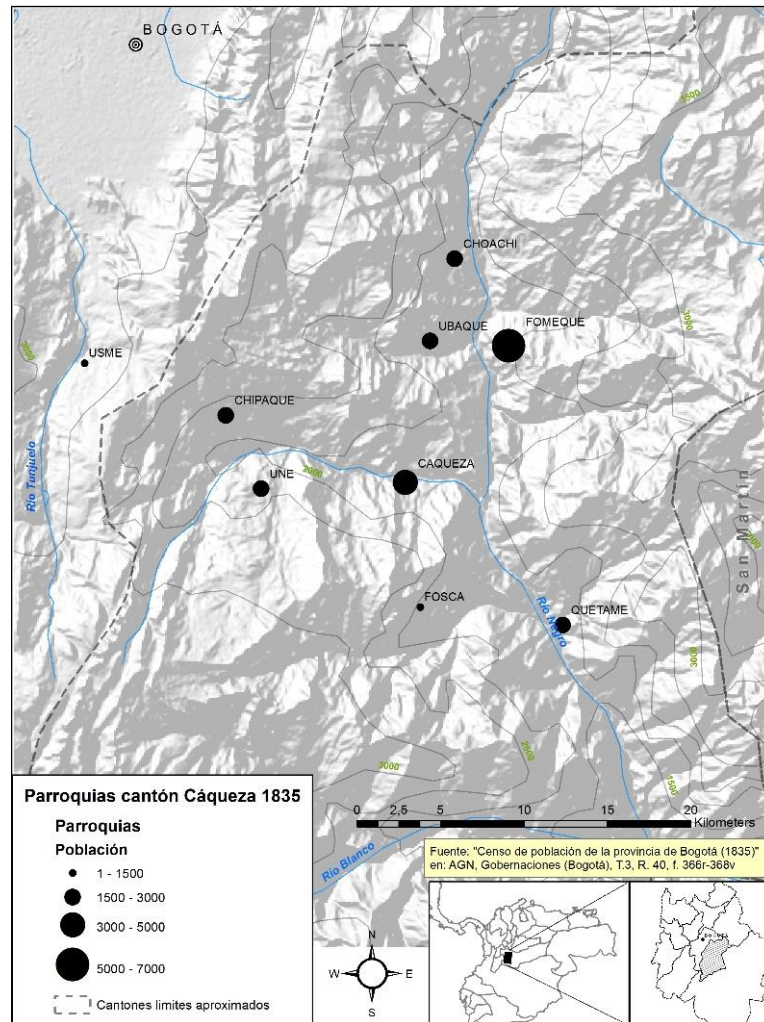 BOGOTÁ
3500
CHOACHI
UBAQUE
FOMEQUE
3000
3000
USME
CHIPAQUE
CAQUEZA
Río Tunjuelo
UNE
2000
San Martín
FOSCA
QUETAME
Río Negro
3000
2500
3000
1500
Parroquias cantón Cáqueza 1835
Parroquias
Población
1 - 1500
1500 - 3000
3000 - 5000
5000 - 7000
Cantones limites aproximados
0 2,5 5 10 15 20
Kilometers
Río Blanco
Fuente: "Censo de población de la provincia de Bogotá (1835)"
en: AGN, Gobernaciones (Bogotá), T.3, R. 40, f. 366r-368v
N
W E
S